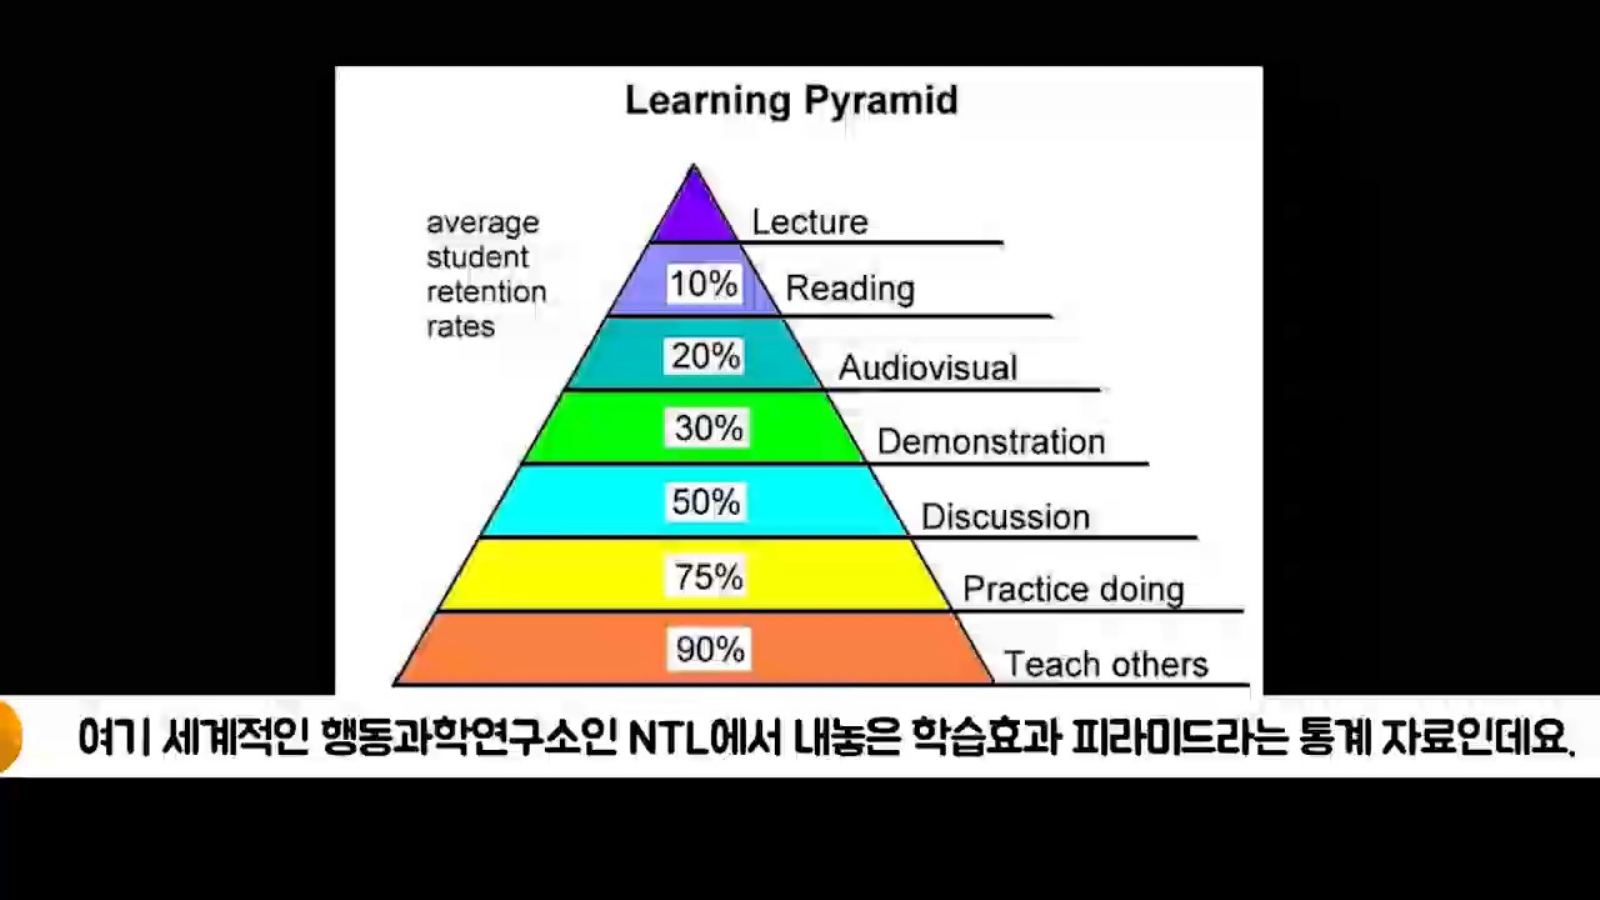 Learning Pyramid
average
student
retention
rates
Lecture
10% Reading
20% Audiovisual
30% Demonstration
50% Discussion
75% Practice doing
90% Teach others
여기 세계적인 행동과학연구소인 NTL에서 내놓은 학습효과 피라미드라는 통계 자료인데요.